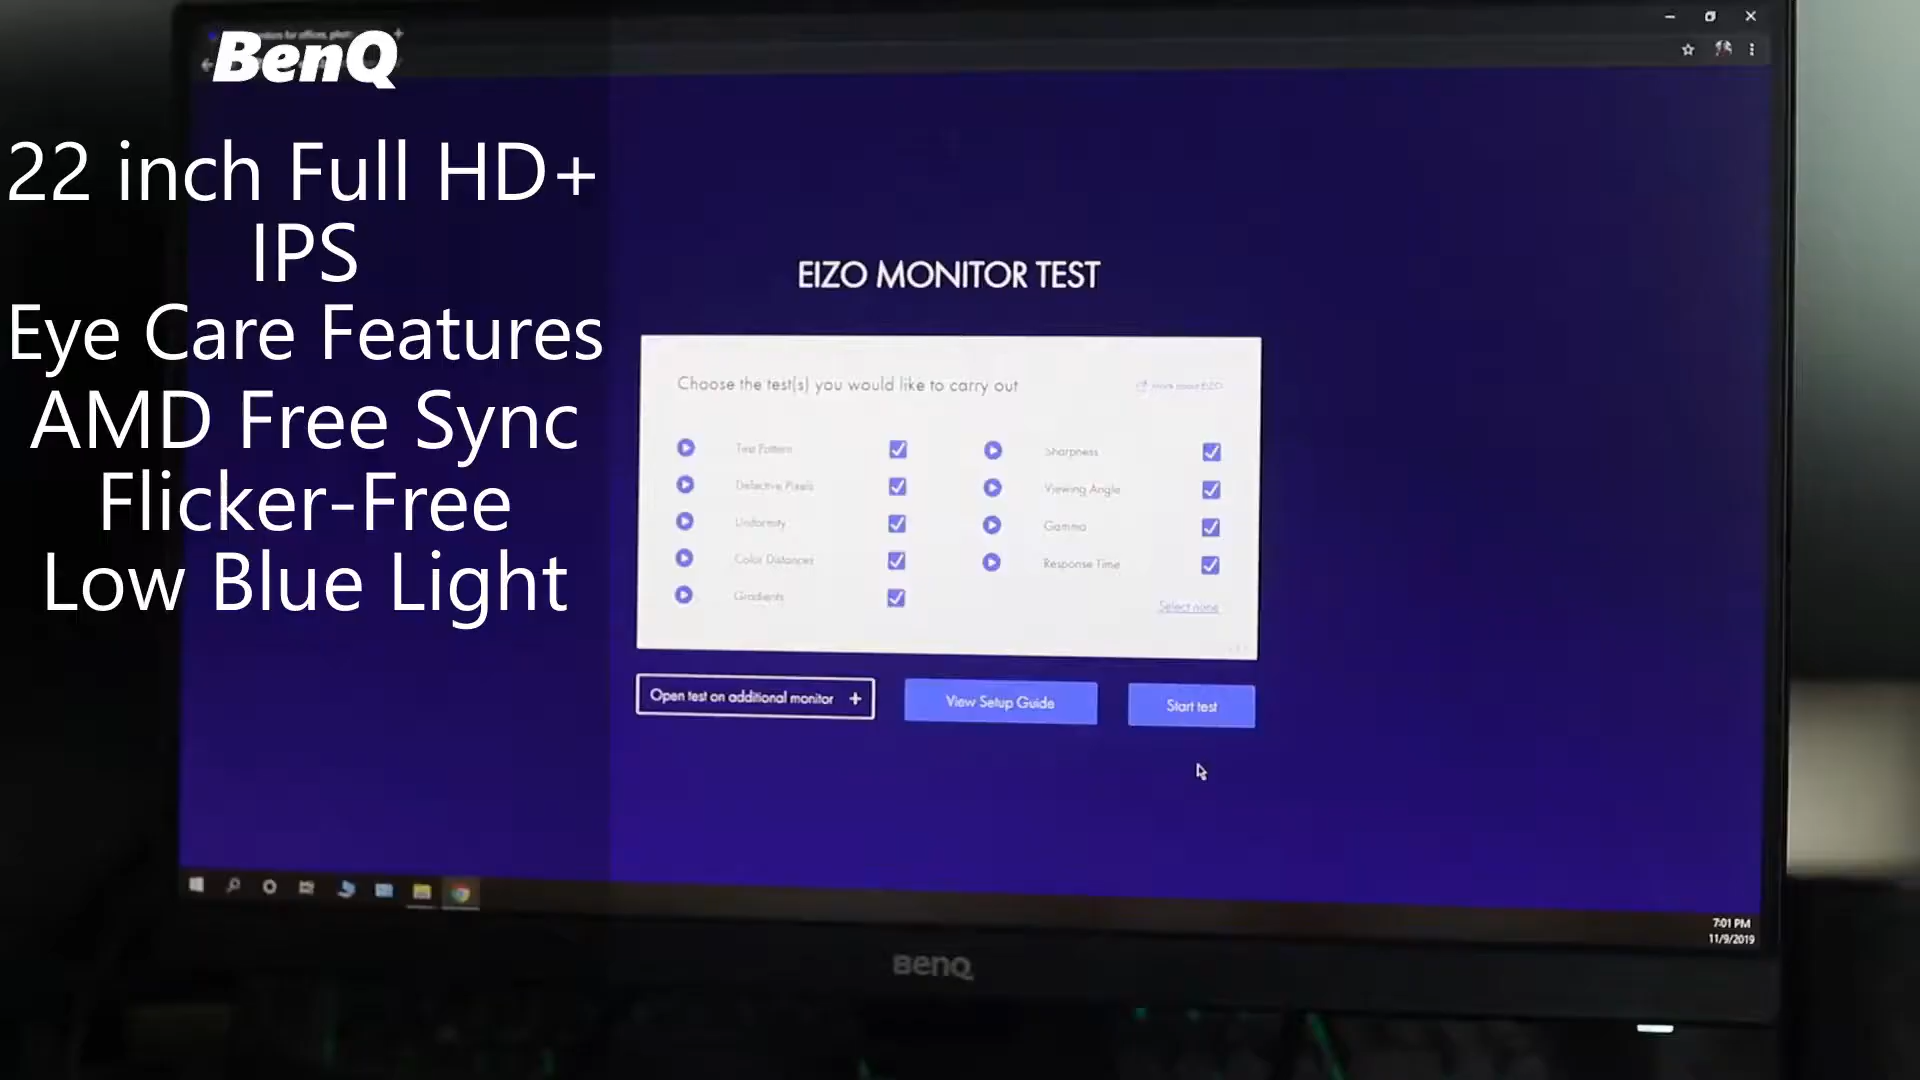 BenQ
22 inch Full HD+
IPS
Eye Care Features
AMD Free Sync
Flicker-Free
Low Blue Light
EIZO MONITOR TEST
Choose the test(s) you would like to carry out
Test Pattern
Defective Pixels
Uniformity
Color Distances
Gradients
Sharpness
Viewing Angle
Gamma
Response Time
Select none
Open test on additional monitor +
View Setup Guide
Start test
7:01 PM
11/9/2019
BenQ